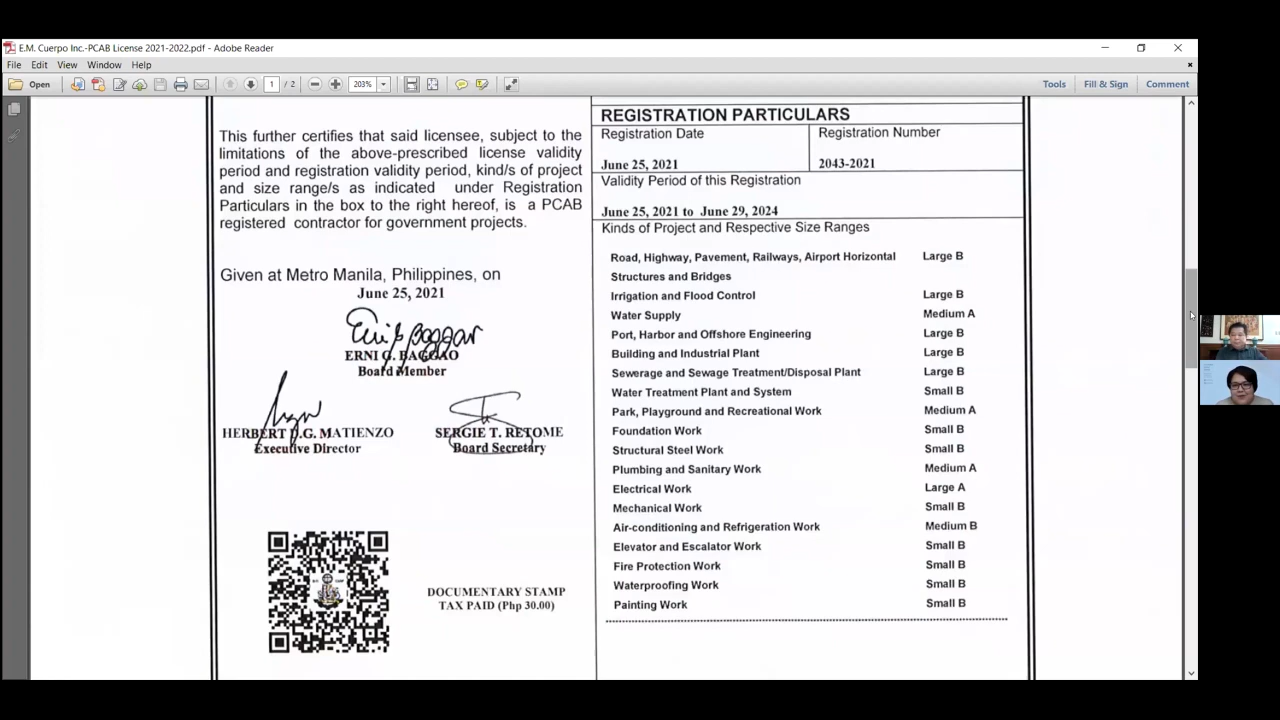 E.M. Cuerpo Inc.-PCAB License 2021-2022.pdf - Adobe Reader
File Edit View Window Help
Open 1 / 2 203% Tools Fill & Sign Comment
This further certifies that said licensee, subject to the
limitations of the above-prescribed license validity
period and registration validity period, kind/s of project
and size range/s as indicated under Registration
Particulars in the box to the right hereof, is a PCAB
registered contractor for government projects.
Given at Metro Manila, Philippines, on
June 25, 2021
ERNI G. BAGGAO
Board Member
HERBERT D.G. MATIENZO
Executive Director
SERGIE T. RETOME
Board Secretary
DOCUMENTARY STAMP
TAX PAID (Php 30.00)
REGISTRATION PARTICULARS
Registration Date Registration Number
June 25, 2021 2043-2021
Validity Period of this Registration
June 25, 2021 to June 29, 2024
Kinds of Project and Respective Size Ranges
Road, Highway, Pavement, Railways, Airport Horizontal Large B
Structures and Bridges
Irrigation and Flood Control Large B
Water Supply Medium A
Port, Harbor and Offshore Engineering Large B
Building and Industrial Plant Large B
Sewerage and Sewage Treatment/Disposal Plant Large B
Water Treatment Plant and System Small B
Park, Playground and Recreational Work Medium A
Foundation Work Small B
Structural Steel Work Small B
Plumbing and Sanitary Work Medium A
Electrical Work Large A
Mechanical Work Small B
Air-conditioning and Refrigeration Work Medium B
Elevator and Escalator Work Small B
Fire Protection Work Small B
Waterproofing Work Small B
Painting Work Small B